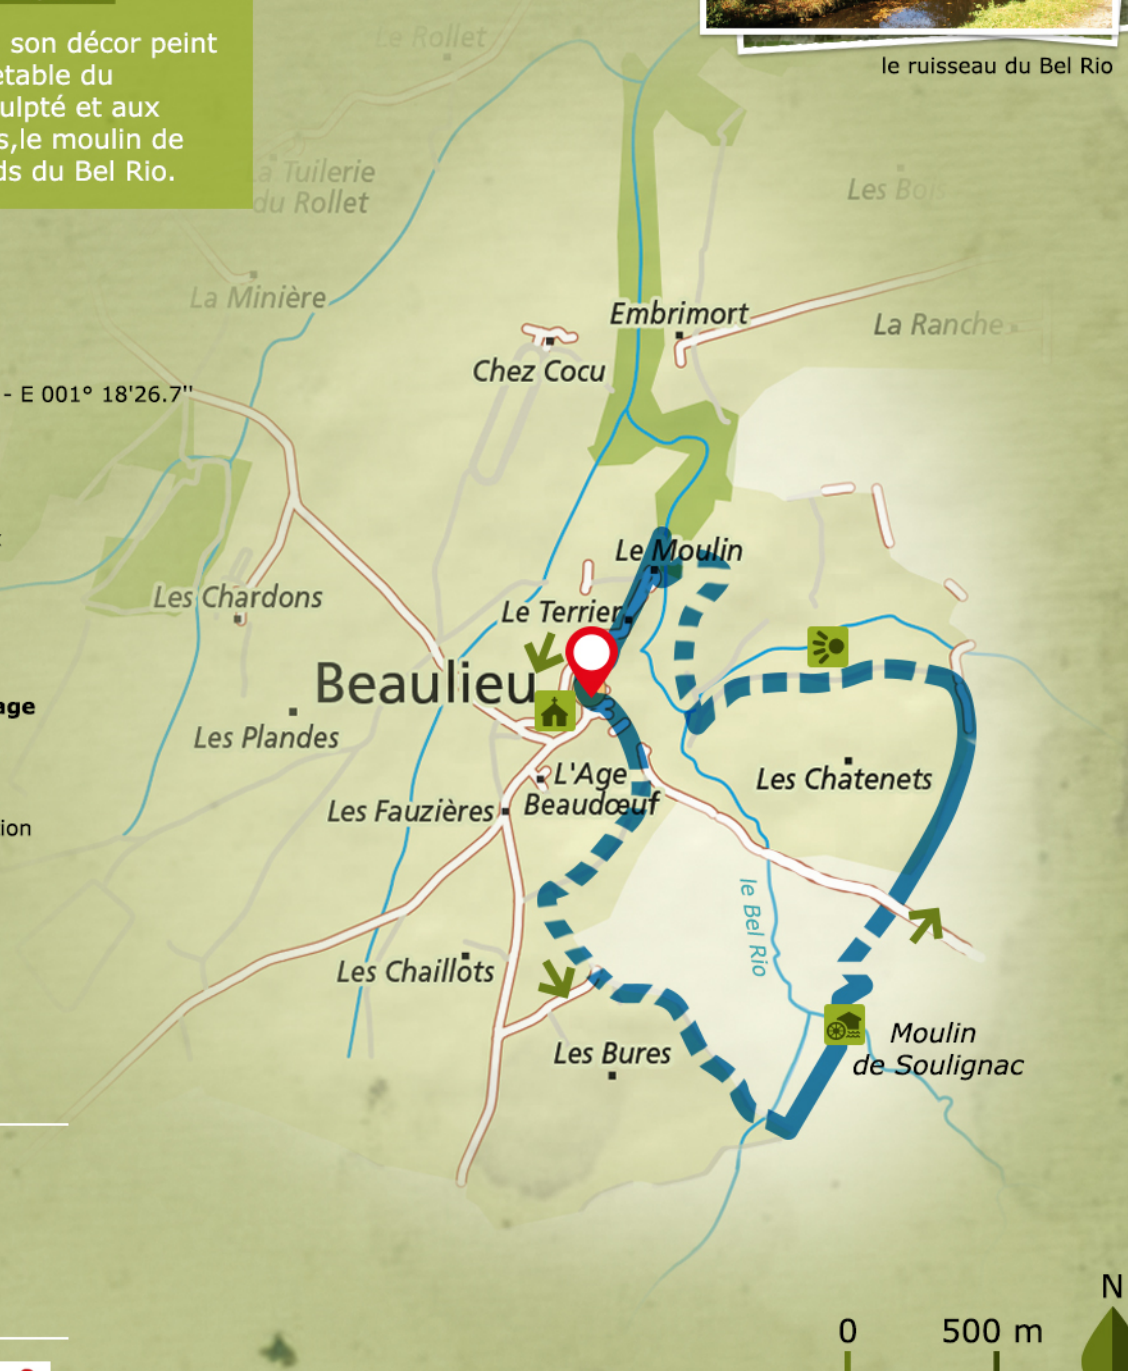 son décor peint
etable du
ulpté et aux
s,le moulin de
ds du Bel Rio.
le ruisseau du Bel Rio
Le Rollet
La Tuilerie
du Rollet
Les Bois
La Minière
Embrimort
La Ranche
Chez Cocu
- E 001° 18'26.7"
Le Moulin
Les Chardons
Le Terrier
Beaulieu
age
Les Plandes
L'Age
Beaudœuf
Les Chatenets
Les Fauzières
ion
le Bel Rio
Les Chaillots
Moulin
de Soulignac
Les Bures
N
0 500 m